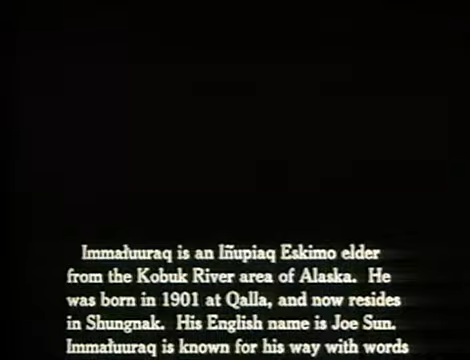 Immałuuraq is an Iñupiaq Eskimo elder
from the Kobuk River area of Alaska. He
was born in 1901 at Qalla, and now resides
in Shungnak. His English name is Joe Sun.
Immałuuraq is known for his way with words